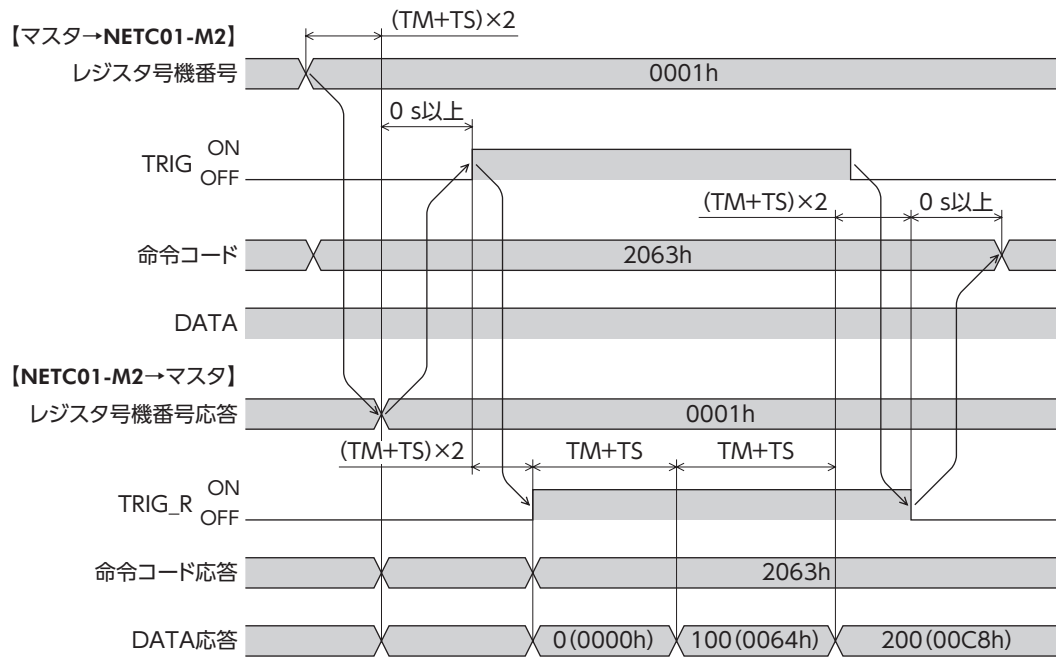 (TM+TS)×2
【マスタ→NETC01-M2】
レジスタ号機番号
0001h
0 s以上
TRIG
ON
OFF
(TM+TS)×2
0 s以上
命令コード
2063h
DATA
【NETC01-M2→マスタ】
レジスタ号機番号応答
0001h
(TM+TS)×2
TM+TS
TM+TS
TRIG_R
ON
OFF
命令コード応答
2063h
DATA応答
0(0000h)
100(0064h)
200(00C8h)